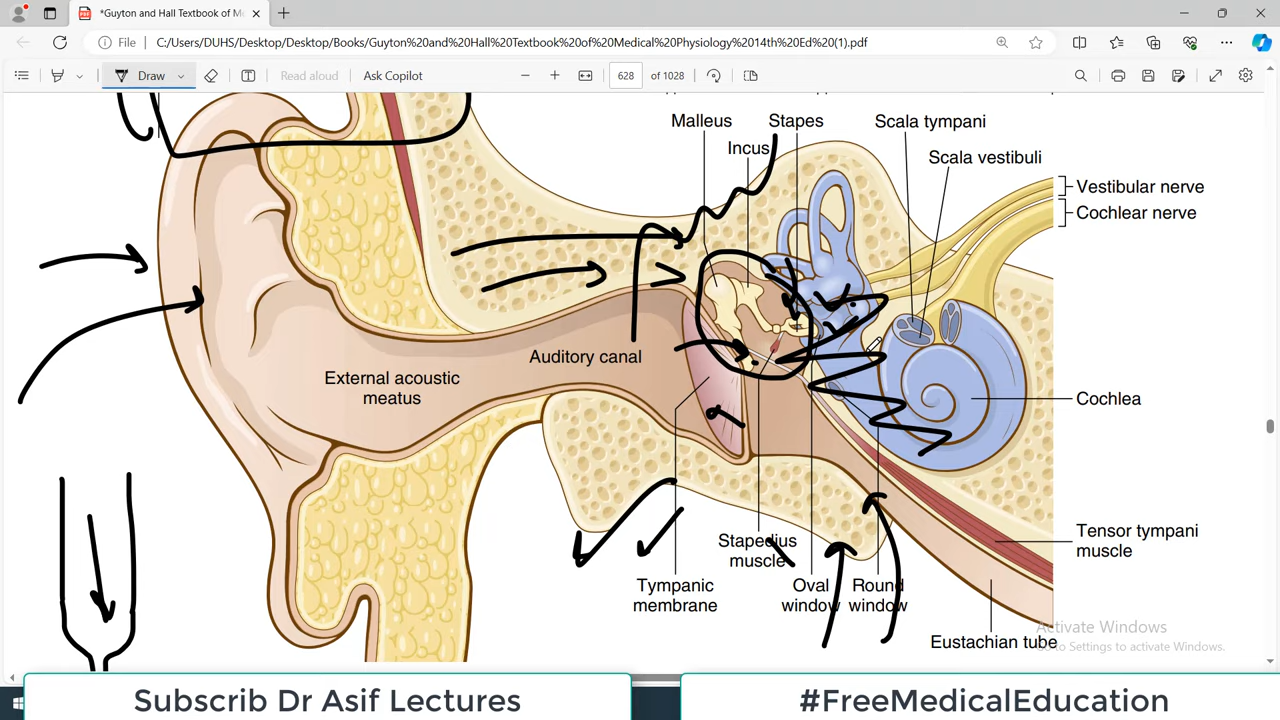 *Guyton and Hall Textbook of Me
File
C:/Users/DUHS/Desktop/Desktop/Books/Guyton%20and%20Hall%20Textbook%20of%20Medical%20Physiology%2014th%20Ed%20(1).pdf
Draw
Read aloud
Ask Copilot
628
of 1028
Malleus
Stapes
Scala tympani
Incus
Scala vestibuli
Vestibular nerve
Cochlear nerve
Auditory canal
External acoustic
meatus
Cochlea
Stapedius
muscle
Tensor tympani
muscle
Tympanic
membrane
Oval
window
Round
window
Eustachian tube
Activate Windows
Go to Settings to activate Windows.
Subscrib Dr Asif Lectures
#FreeMedicalEducation